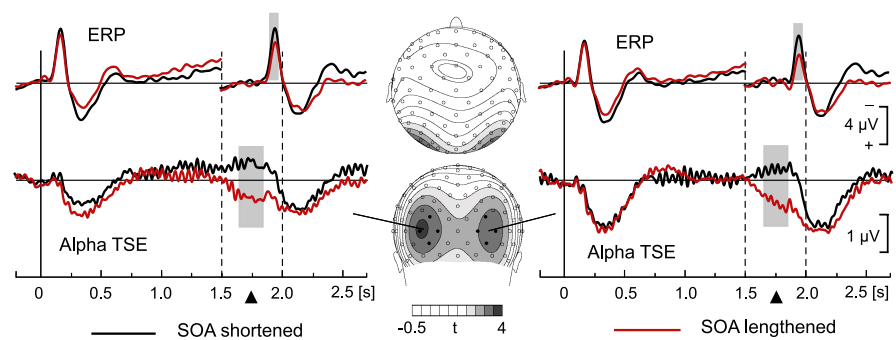 ERP
ERP
−
4 µV
+
Alpha TSE
Alpha TSE
1 µV
0 0.5 1.0 1.5 2.0 2.5 [s]
-0.5 t 4
0 0.5 1.0 1.5 2.0 2.5 [s]
SOA shortened
SOA lengthened